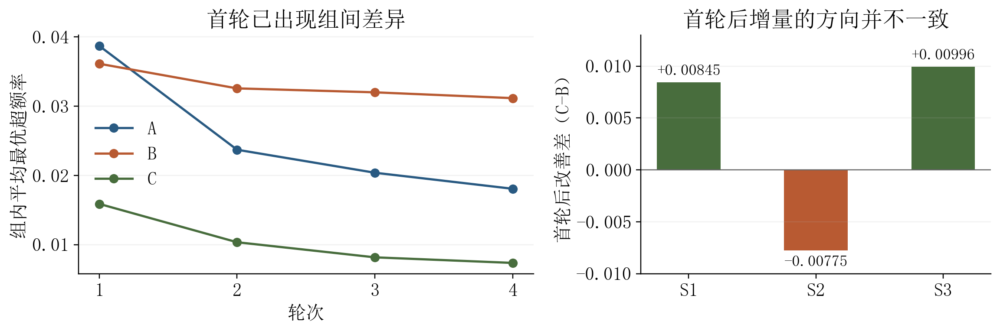 首轮已出现组间差异
组内平均最优超额率
0.04
0.03
0.02
0.01
A
B
C
1 2 3 4
轮次
首轮后增量的方向并不一致
首轮后改善差 (C-B)
0.010
0.005
0.000
-0.005
-0.010
+0.00845
-0.00775
+0.00996
S1 S2 S3